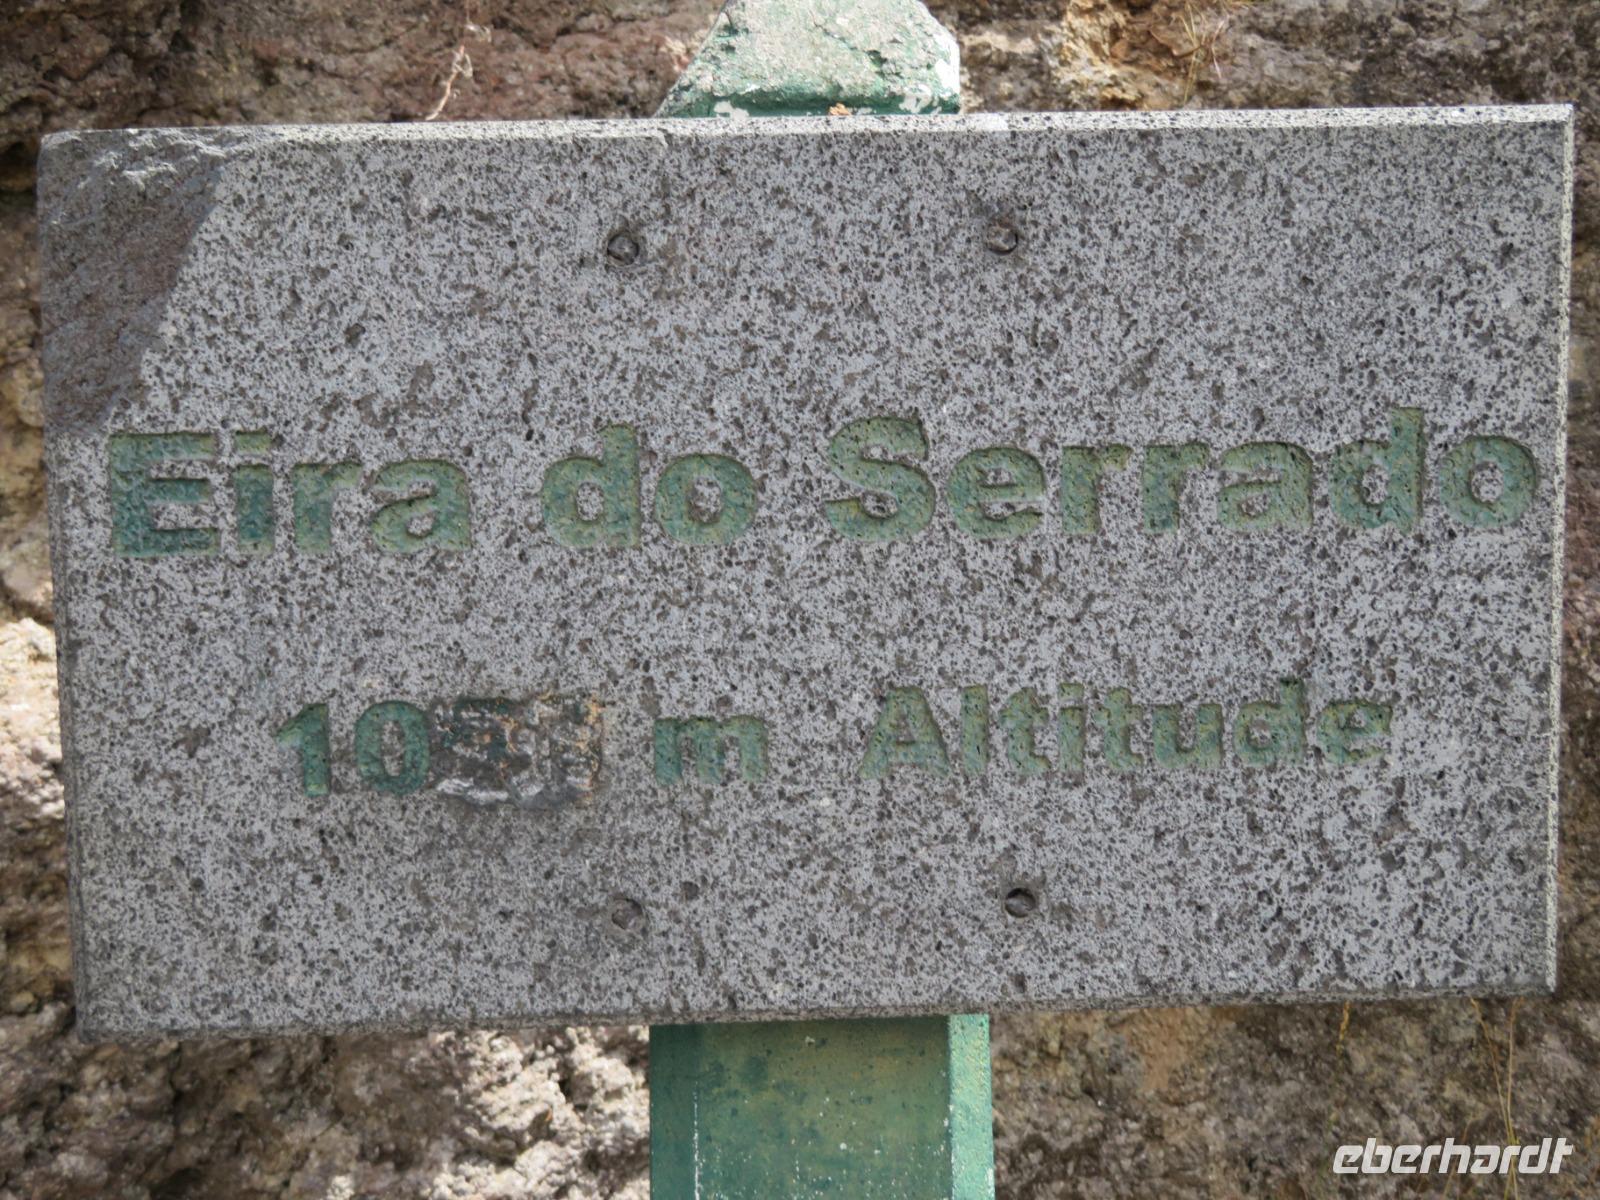 Eira do Serrado
m Altitude
eberhardt